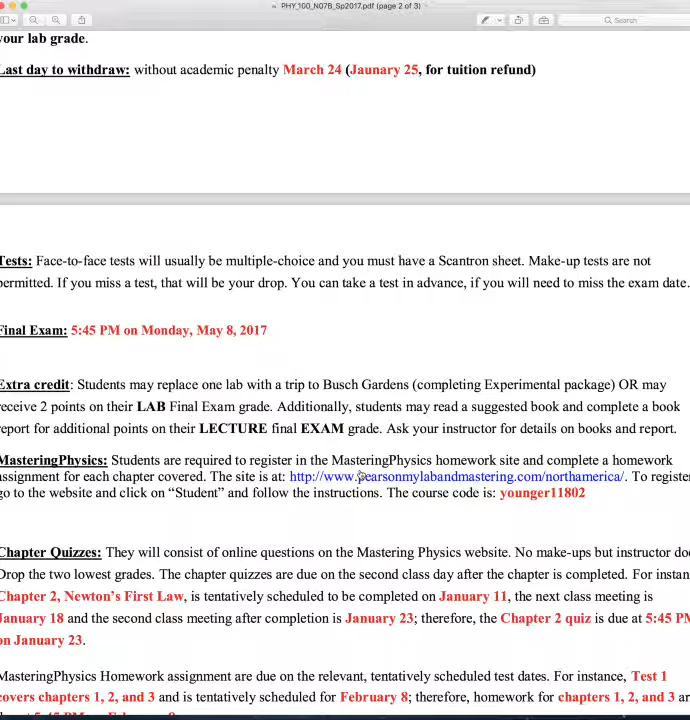 PHY_100_N07B_Sp2017.pdf (page 2 of 3)
Search
your lab grade.
Last day to withdraw: without academic penalty March 24 (Jaunary 25, for tuition refund)
Tests: Face-to-face tests will usually be multiple-choice and you must have a Scantron sheet. Make-up tests are not
permitted. If you miss a test, that will be your drop. You can take a test in advance, if you will need to miss the exam date.
Final Exam: 5:45 PM on Monday, May 8, 2017
Extra credit: Students may replace one lab with a trip to Busch Gardens (completing Experimental package) OR may
receive 2 points on their LAB Final Exam grade. Additionally, students may read a suggested book and complete a book
report for additional points on their LECTURE final EXAM grade. Ask your instructor for details on books and report.
MasteringPhysics: Students are required to register in the MasteringPhysics homework site and complete a homework
assignment for each chapter covered. The site is at: http://www.pearsonmylabandmastering.com/northamerica/. To register
go to the website and click on “Student” and follow the instructions. The course code is: younger11802
Chapter Quizzes: They will consist of online questions on the Mastering Physics website. No make-ups but instructor doe
Drop the two lowest grades. The chapter quizzes are due on the second class day after the chapter is completed. For instan
Chapter 2, Newton’s First Law, is tentatively scheduled to be completed on January 11, the next class meeting is
January 18 and the second class meeting after completion is January 23; therefore, the Chapter 2 quiz is due at 5:45 PM
on January 23.
MasteringPhysics Homework assignment are due on the relevant, tentatively scheduled test dates. For instance, Test 1
covers chapters 1, 2, and 3 and is tentatively scheduled for February 8; therefore, homework for chapters 1, 2, and 3 ar